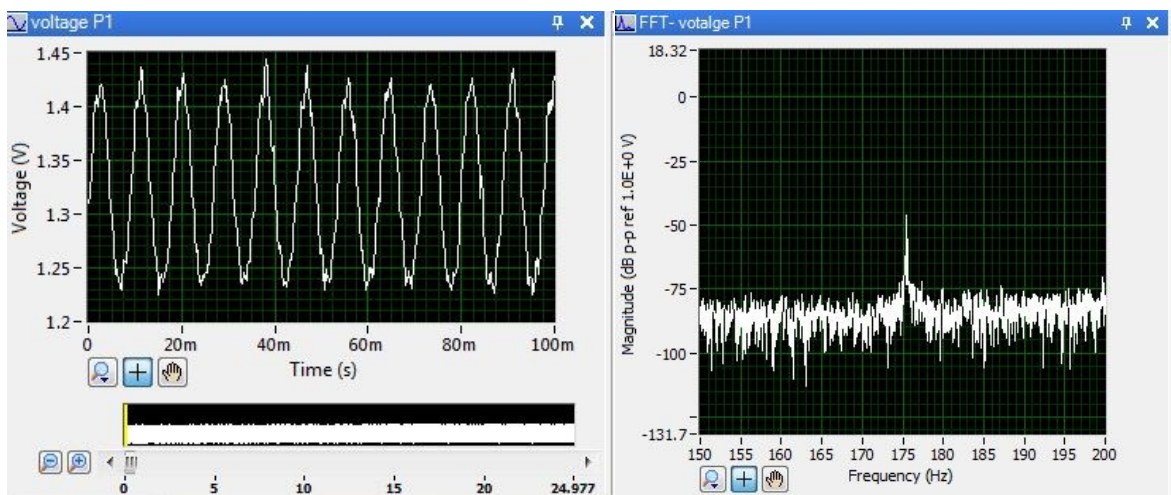 voltage P1
1.45
1.4
1.35
1.3
1.25
1.2
Voltage (V)
0 20m 40m 60m 80m 100m
Time (s)
0 5 10 15 20 24.977
FFT- votalge P1
18.32
0
-25
-50
-75
-100
-131.7
Magnitude (dB p-p ref 1.0E+0 V)
150 155 160 165 170 175 180 185 190 195 200
Frequency (Hz)